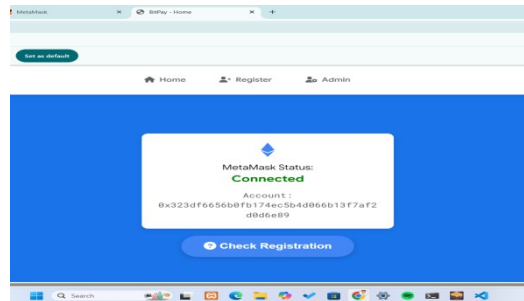 MetaMask
BitPay - Home
Set as default
Home Register Admin
MetaMask Status:
Connected
Account:
0x323df6656b0fb174ec5b4d066b13f7af2
d0d6e89
Check Registration
Search